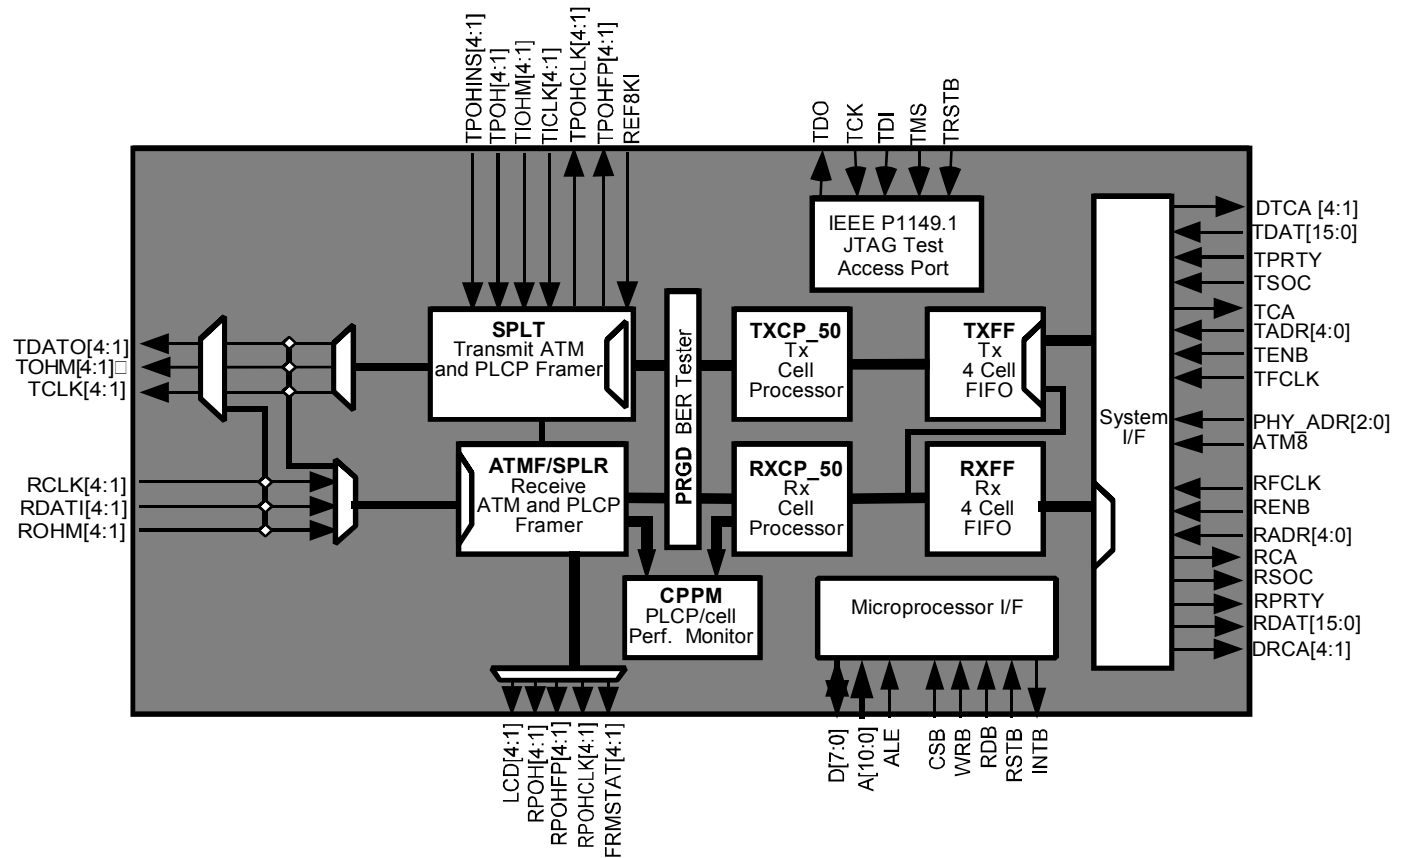 TPOHINS[4:1]
TPOH[4:1]
TIOHM[4:1]
TICLK[4:1]
TPOHCLK[4:1]
TPOHFP[4:1]
REF8KI
TDO
TCK
TDI
TMS
TRSTB
IEEE P1149.1
JTAG Test
Access Port
DTCA [4:1]
TDAT[15:0]
TPRTY
TSOC
TCA
TADR[4:0]
TENB
TFCLK
PHY_ADR[2:0]
ATM8
RFCLK
RENB
RADR[4:0]
RCA
RSOC
RPRTY
RDAT[15:0]
DRCA[4:1]
System
I/F
TDATO[4:1]
TOHM[4:1]□
TCLK[4:1]
RCLK[4:1]
RDATI[4:1]
ROHM[4:1]
SPLT
Transmit ATM
and PLCP Framer
PRGD BER Tester
TXCP_50
Tx
Cell
Processor
TXFF
Tx
4 Cell
FIFO
ATMF/SPLR
Receive
ATM and PLCP
Framer
RXCP_50
Rx
Cell
Processor
RXFF
Rx
4 Cell
FIFO
CPPM
PLCP/cell
Perf. Monitor
Microprocessor I/F
LCD[4:1]
RPOH[4:1]
RPOHFP[4:1]
RPOHCLK[4:1]
FRMSTAT[4:1]
D[7:0]
A[10:0]
ALE
CSB
WRB
RDB
RSTB
INTB